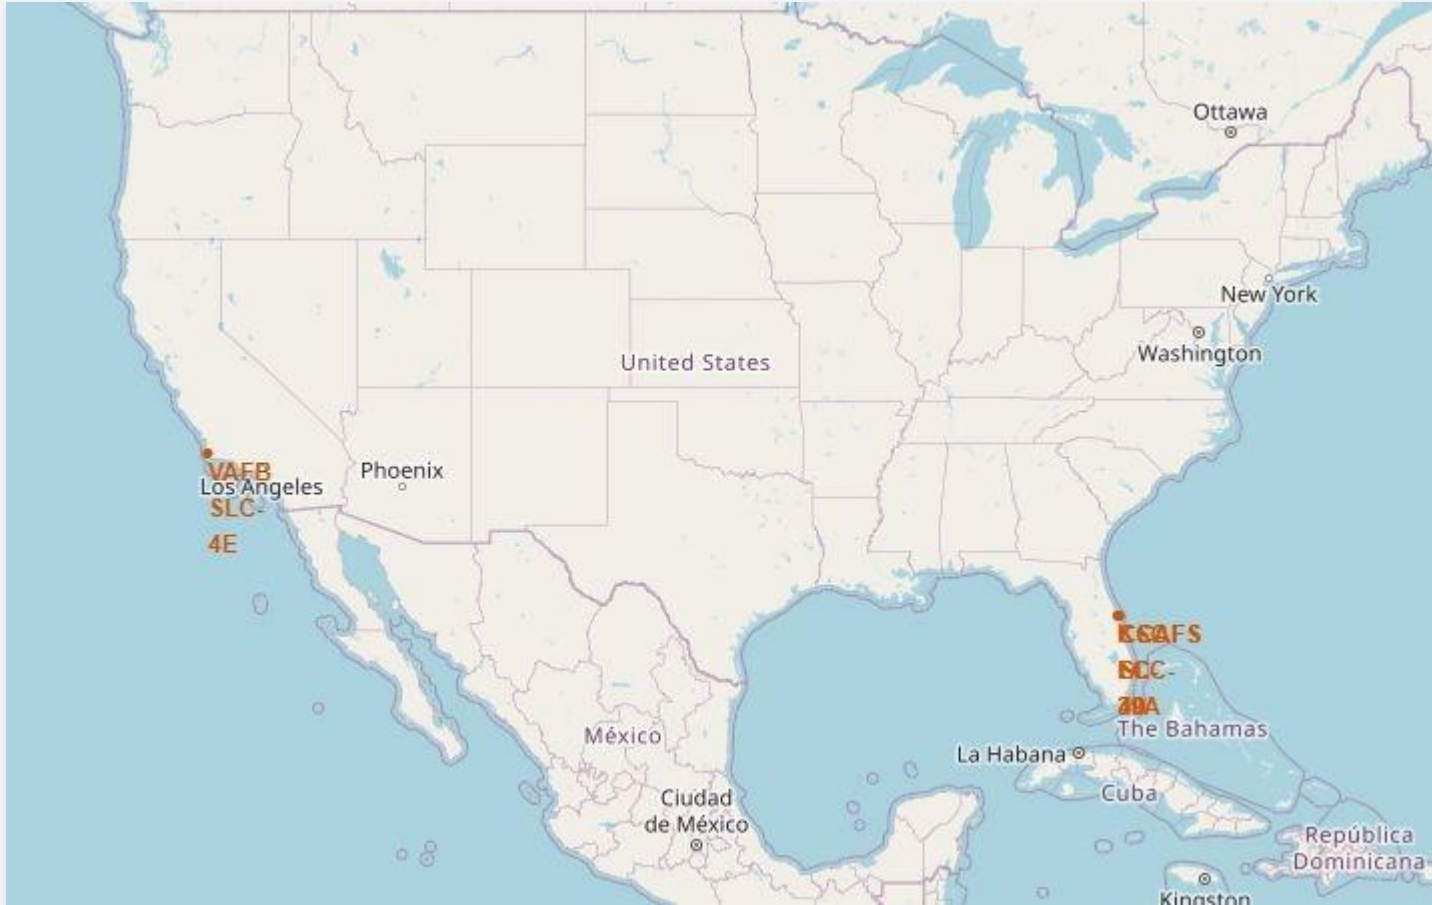 Ottawa
New York
Washington
United States
VAFB
Los Angeles
SLC-
4E
Phoenix
The Bahamas
México
La Habana
Cuba
Ciudad
de México
República
Dominicana
Kingston